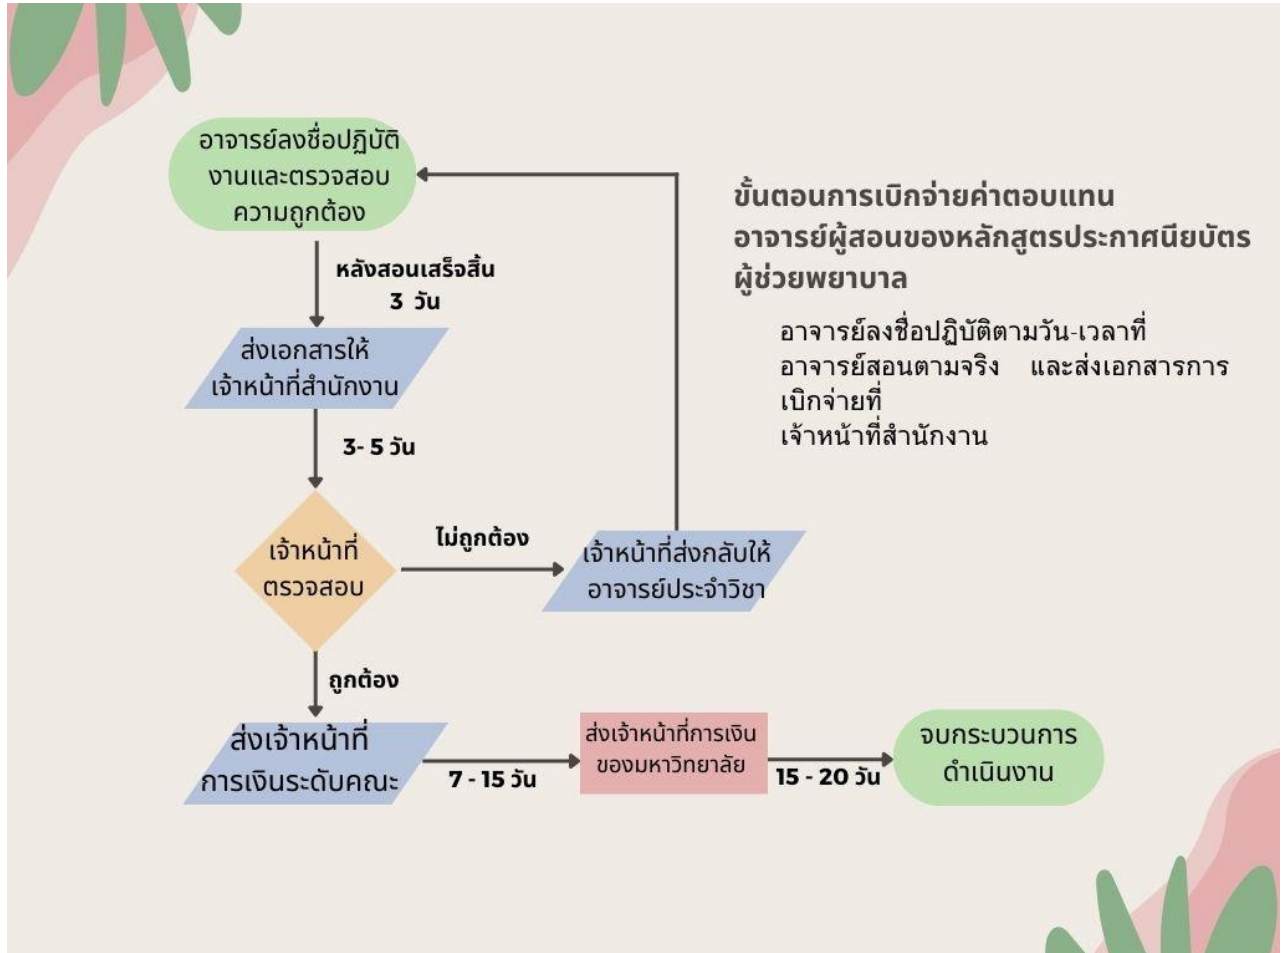 อาจารย์ลงชื่อปฏิบัติ
งานและตรวจสอบ
ความถูกต้อง
หลังสอนเสร็จสิ้น
3 วัน
ส่งเอกสารให้
เจ้าหน้าที่สำนักงาน
3- 5 วัน
เจ้าหน้าที่
ตรวจสอบ
ไม่ถูกต้อง
เจ้าหน้าที่ส่งกลับให้
อาจารย์ประจำวิชา
ถูกต้อง
ส่งเจ้าหน้าที่
การเงินระดับคณะ
7 - 15 วัน
ส่งเจ้าหน้าที่การเงิน
ของมหาวิทยาลัย
15 - 20 วัน
จบกระบวนการ
ดำเนินงาน
ขั้นตอนการเบิกจ่ายค่าตอบแทน
อาจารย์ผู้สอนของหลักสูตรประกาศนียบัตร
ผู้ช่วยพยาบาล
อาจารย์ลงชื่อปฏิบัติตามวัน-เวลาที่
อาจารย์สอนตามจริง และส่งเอกสารการ
เบิกจ่ายที่
เจ้าหน้าที่สำนักงาน